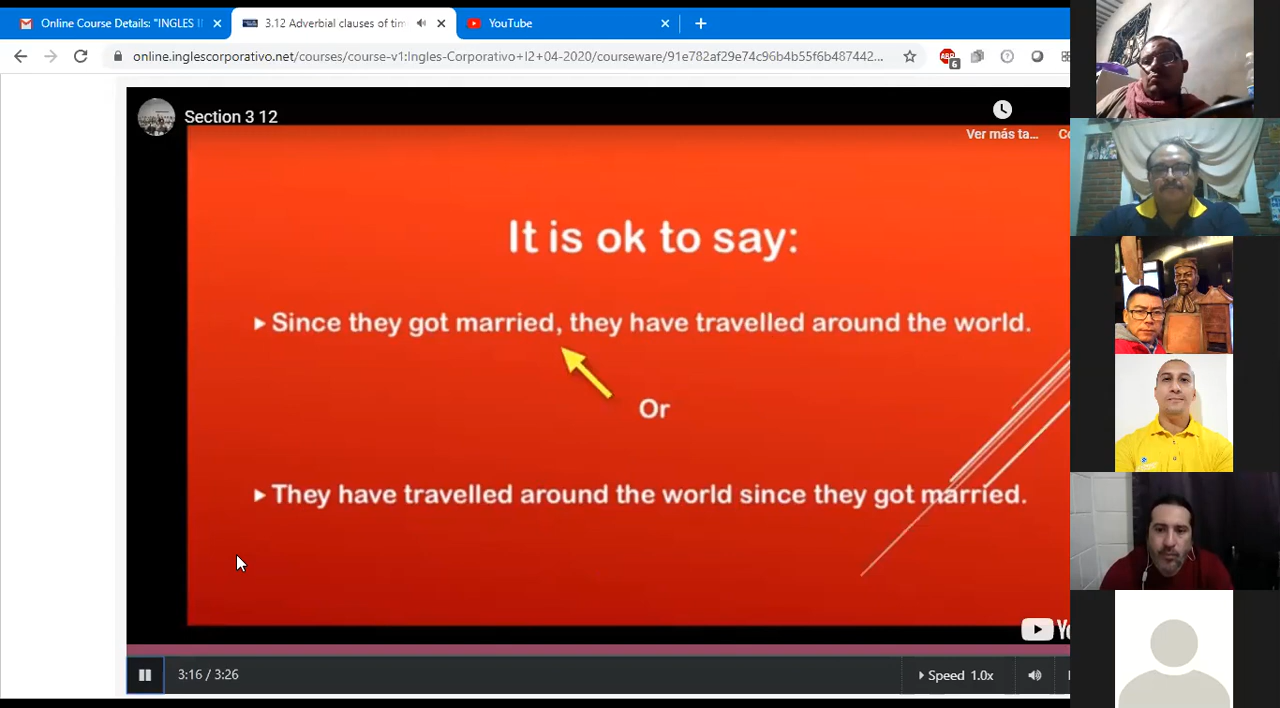 Online Course Details: "INGLES I
3.12 Adverbial clauses of tim
YouTube
online.inglescorporativo.net/courses/course-v1:Ingles-Corporativo+I2+04-2020/courseware/91e782af29e74c96b4b55f6b487442...
ABP
6
Section 3 12
Ver más ta...
It is ok to say:
Since they got married, they have travelled around the world.
Or
They have travelled around the world since they got married.
3:16 / 3:26
Speed 1.0x